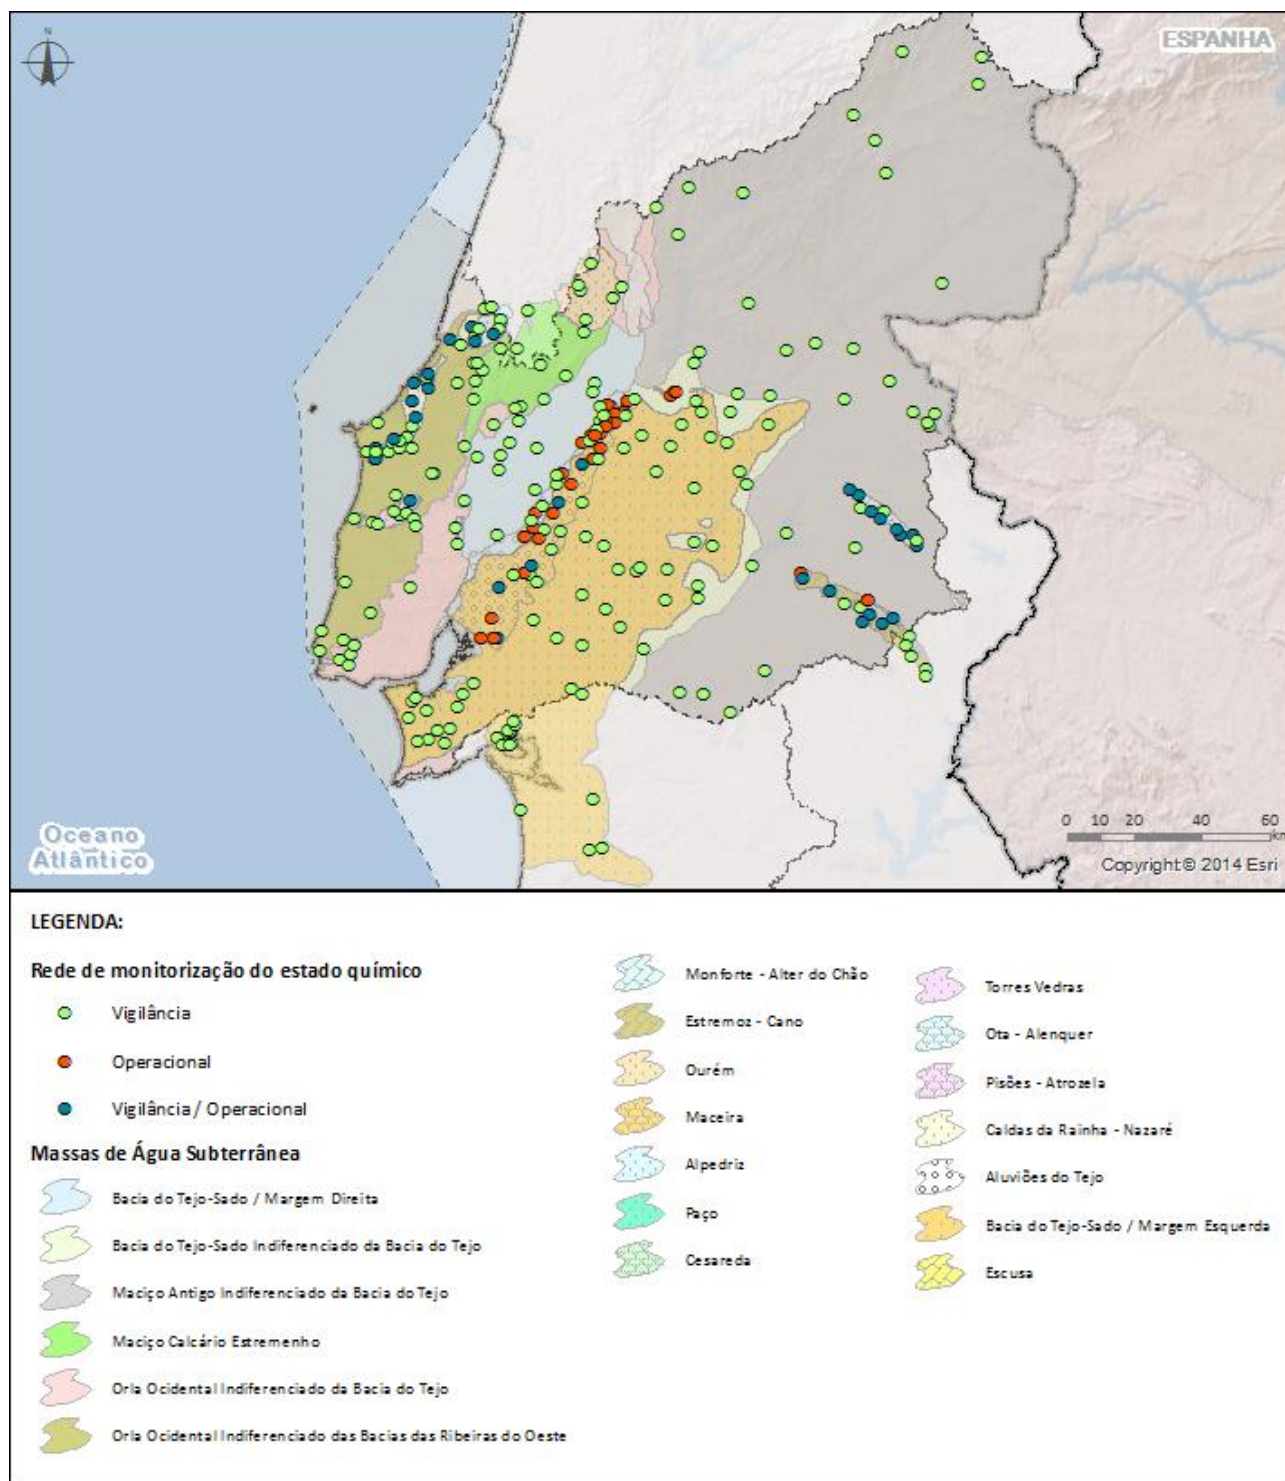 N
ESPANHA
Oceano
Atlântico
0 10 20 40 60
km
Copyright © 2014 Esri
LEGENDA:
Rede de monitorização do estado químico
Vigilância
Operacional
Vigilância / Operacional
Massas de Água Subterrânea
Bacia do Tejo-Sado / Margem Direita
Bacia do Tejo-Sado Indiferenciado da Bacia do Tejo
Maciço Antigo Indiferenciado da Bacia do Tejo
Maciço Calcário Estremenho
Orla Ocidental Indiferenciado da Bacia do Tejo
Orla Ocidental Indiferenciado das Bacias das Ribeiras do Oeste
Monforte - Alter do Chão
Estremoz - Cano
Ourém
Maceira
Alpedriz
Paço
Cesareda
Torres Vedras
Ota - Alenquer
Pisões - Atrozela
Caldas da Rainha - Nazaré
Aluviões do Tejo
Bacia do Tejo-Sado / Margem Esquerda
Escusa